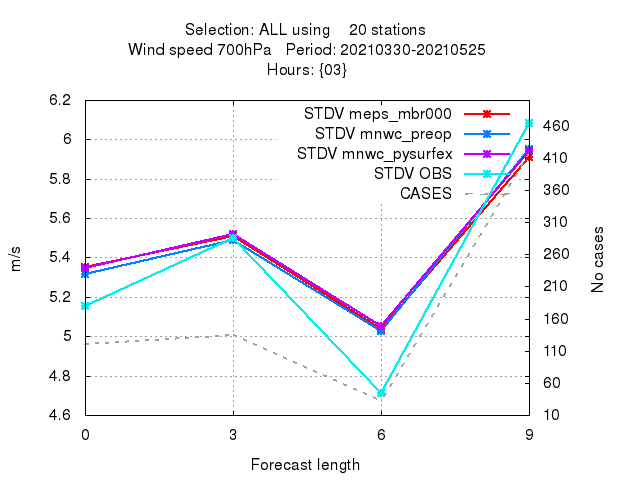 Selection: ALL using 20 stations
Wind speed 700hPa Period: 20210330-20210525
Hours: {03}
STDV meps_mbr000
STDV mnwc_preop
STDV mnwc_pysurfex
STDV OBS
CASES
6.2
6
5.8
5.6
5.4
5.2
5
4.8
4.6
m/s
460
410
360
310
260
210
160
110
60
10
No cases
0 3 6 9
Forecast length